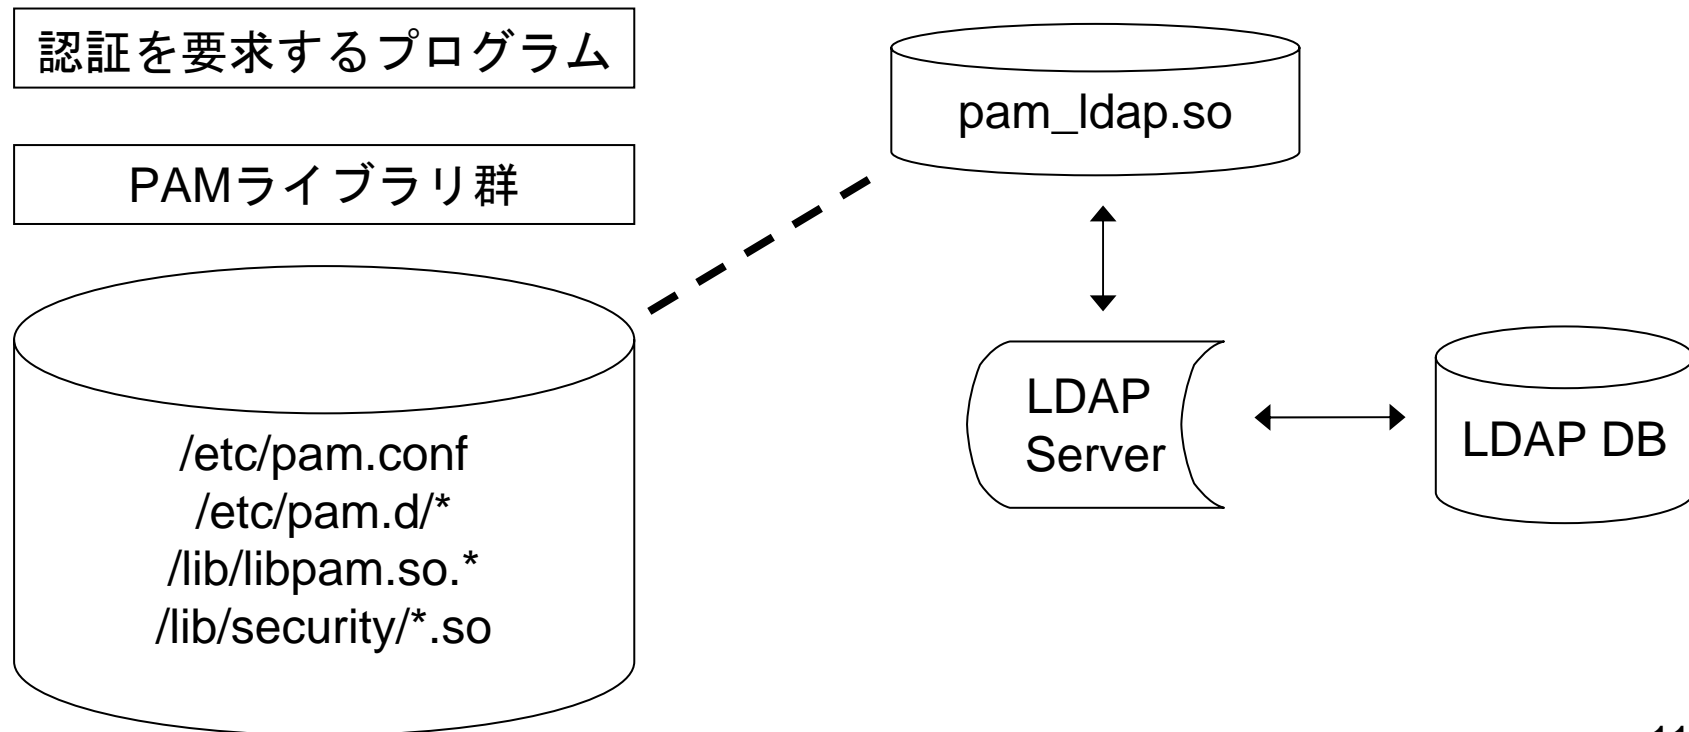 認証を要求するプログラム
PAMライブラリ群
/etc/pam.conf
/etc/pam.d/*
/lib/libpam.so.*
/lib/security/*.so
pam_ldap.so
LDAP
Server
LDAP DB